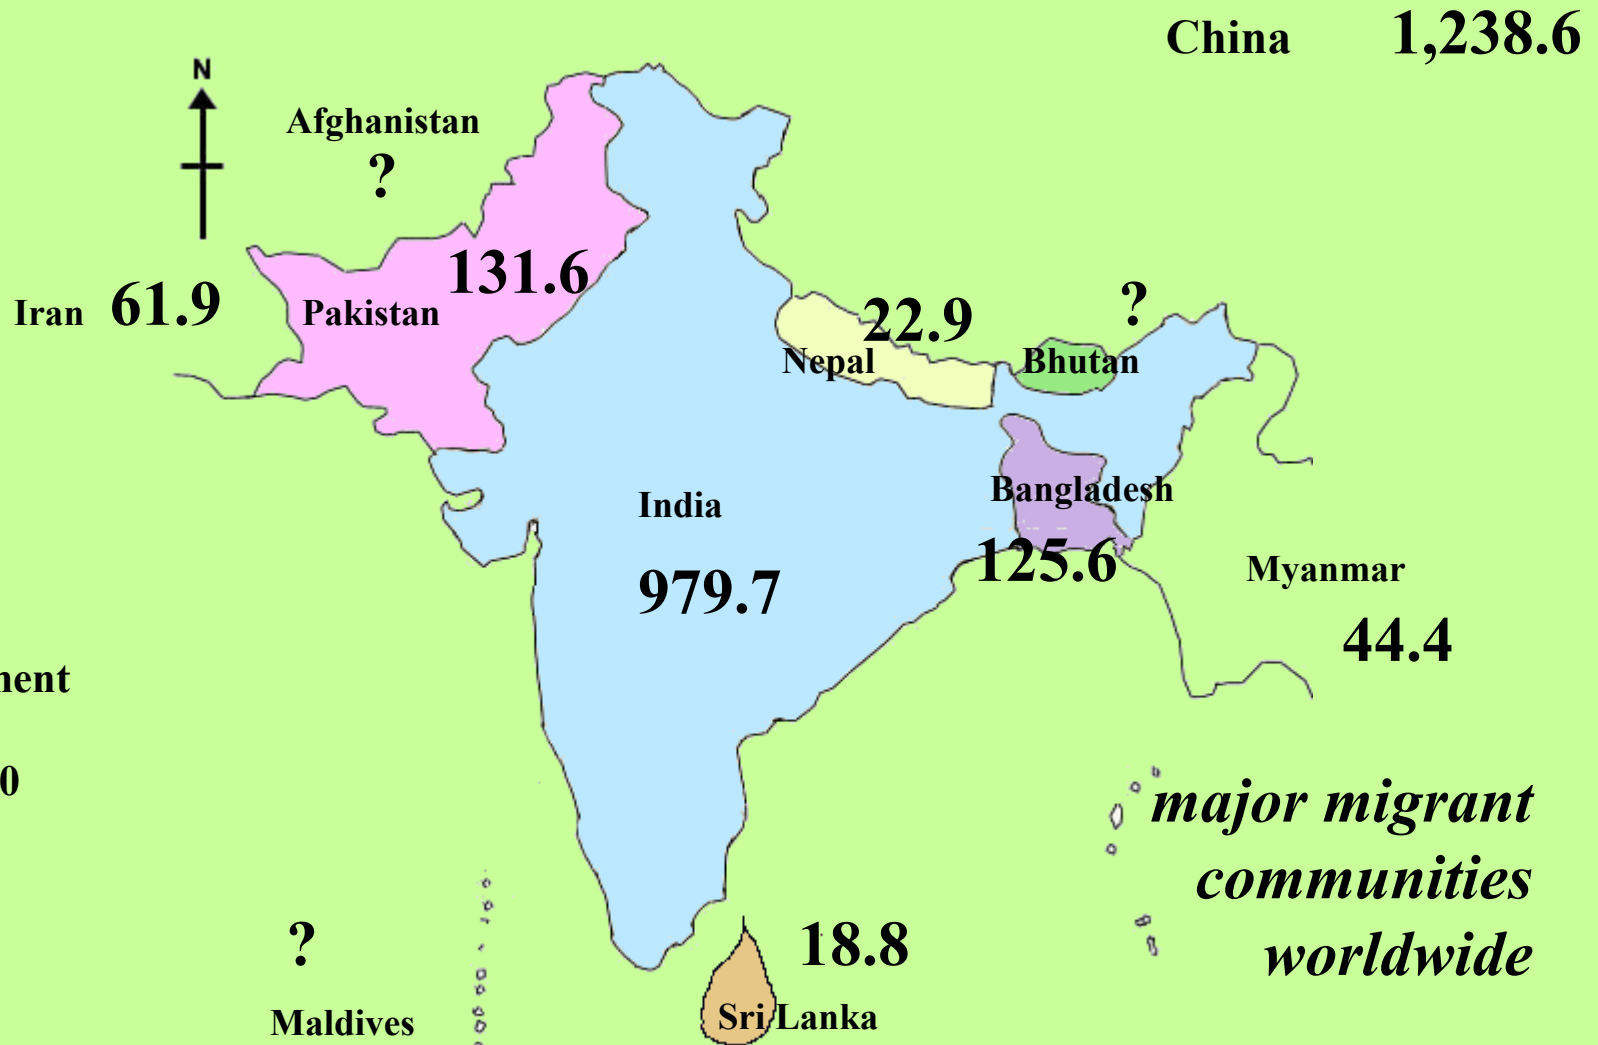 China 1,238.6
N
Afghanistan
?
131.6
Iran 61.9 Pakistan
22.9 ?
Nepal Bhutan
India Bangladesh
979.7 125.6 Myanmar
44.4
0
major migrant
communities
worldwide
? 18.8
Maldives Sri Lanka